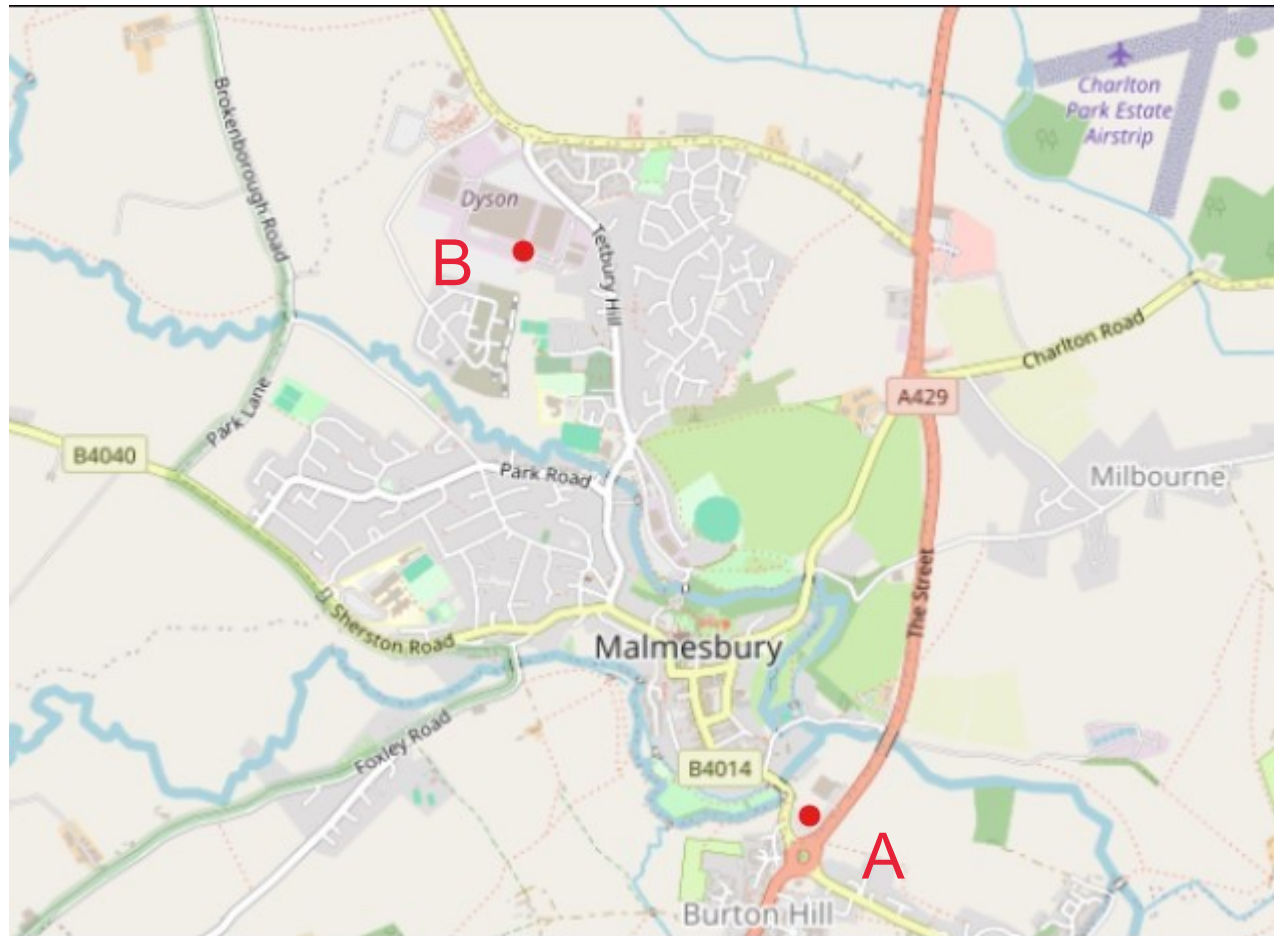 Brokenborough Road
Charlton
Park Estate
Airstrip
Dyson
B
Tetbury Hill
Charlton Road
A429
Park Lane
B4040
Park Road
Milbourne
The Street
Sherston Road
Malmesbury
Foxley Road
B4014
A
Burton Hill